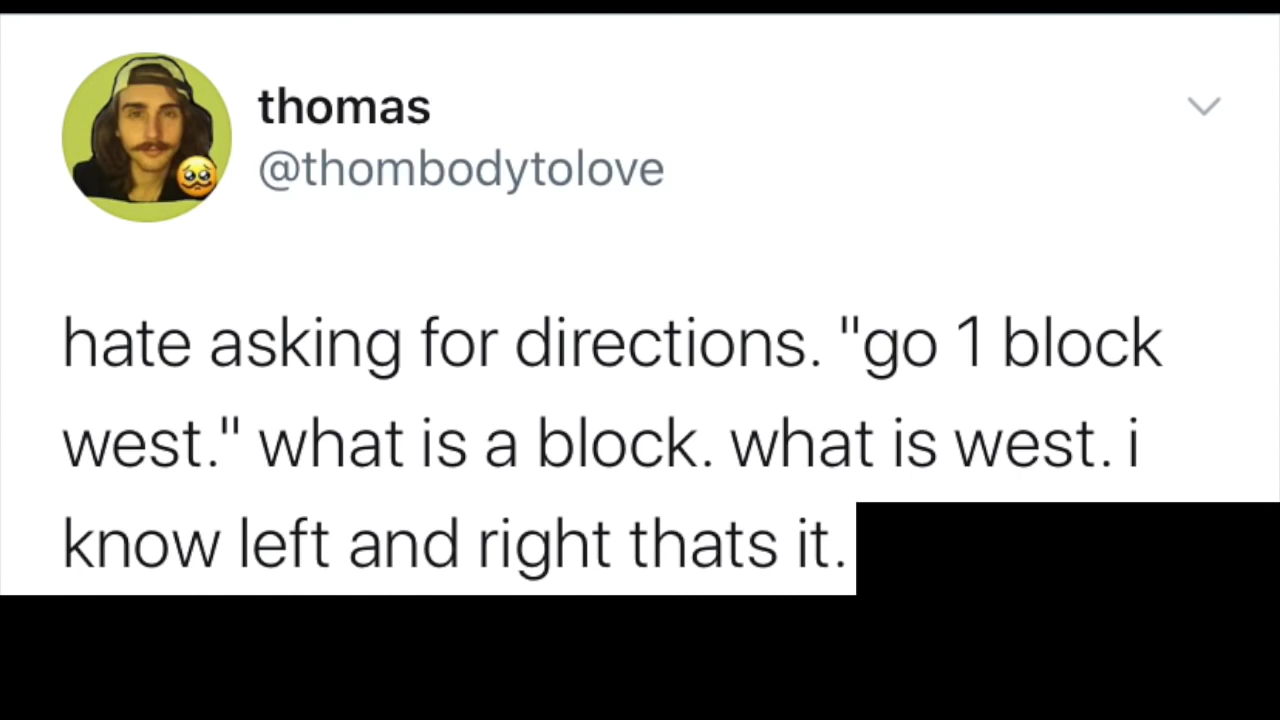 thomas
@thombodytolove
hate asking for directions. "go 1 block
west." what is a block. what is west. i
know left and right thats it.